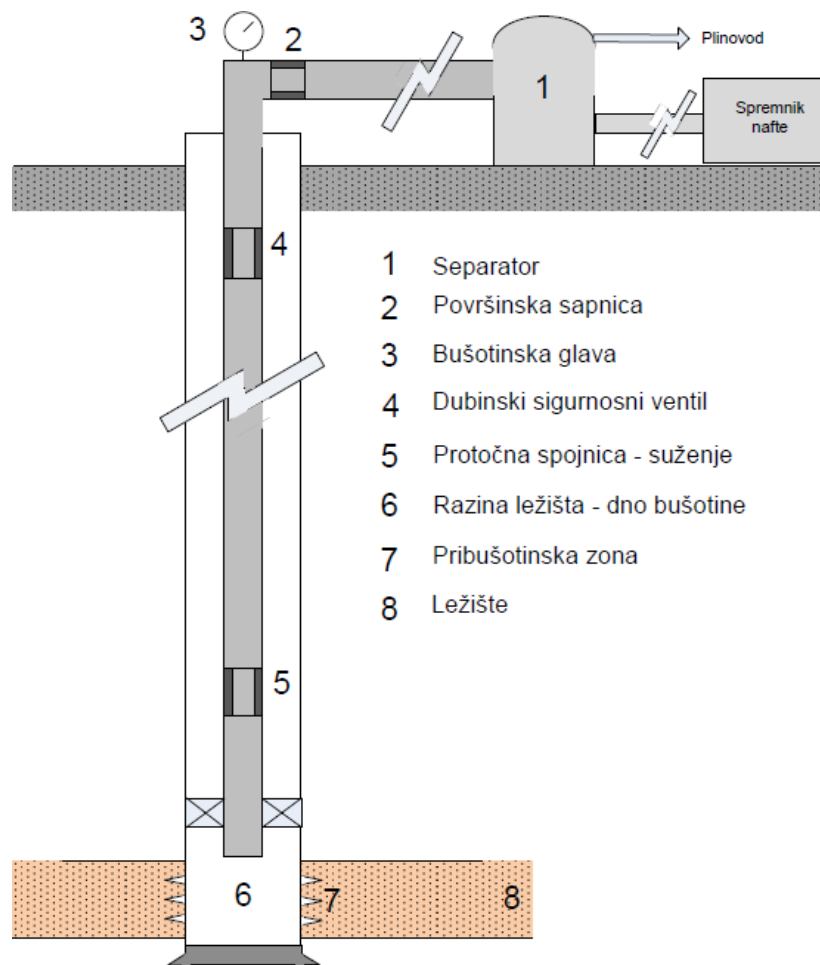 3
2
1
Plinovod
Spremnik
nafte
4
1 Separator
2 Površinska sapnica
3 Bušotinska glava
4 Dubinski sigurnosni ventil
5 Protočna spojnica - suženje
6 Razina ležišta - dno bušotine
7 Pribušotinska zona
8 Ležište
5
6
7
8